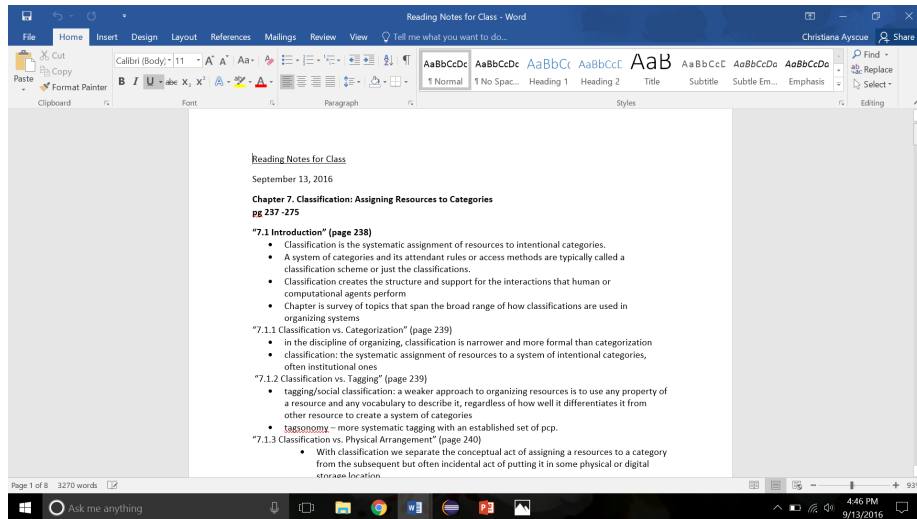 Reading Notes for Class - Word
File Home Insert Design Layout References Mailings Review View Tell me what you want to do... Christiana Ayscue Share
Paste
Cut
Copy
Format Painter
Clipboard
Calibri (Body) 11
Font
Paragraph
AaBbCcDc AaBbCcDc AaBbCc AaBbCcC AaB AaBbCcC AaBbCcDc AaBbCcDc
¶ Normal ¶ No Spac... Heading 1 Heading 2 Title Subtitle Subtle Em... Emphasis
Styles
Find
Replace
Select
Editing
Reading Notes for Class
September 13, 2016
Chapter 7. Classification: Assigning Resources to Categories
pg 237 -275
“7.1 Introduction” (page 238)
• Classification is the systematic assignment of resources to intentional categories.
• A system of categories and its attendant rules or access methods are typically called a
classification scheme or just the classifications.
• Classification creates the structure and support for the interactions that human or
computational agents perform
• Chapter is survey of topics that span the broad range of how classifications are used in
organizing systems
“7.1.1 Classification vs. Categorization” (page 239)
• in the discipline of organizing, classification is narrower and more formal than categorization
• classification: the systematic assignment of resources to a system of intentional categories,
often institutional ones
“7.1.2 Classification vs. Tagging” (page 239)
• tagging/social classification: a weaker approach to organizing resources is to use any property of
a resource and any vocabulary to describe it, regardless of how well it differentiates it from
other resource to create a system of categories
• tagsonomy – more systematic tagging with an established set of pcp.
“7.1.3 Classification vs. Physical Arrangement” (page 240)
• With classification we separate the conceptual act of assigning a resources to a category
from the subsequent but often incidental act of putting it in some physical or digital
storage location
Page 1 of 8 3270 words 93%
Ask me anything
4:46 PM
9/13/2016